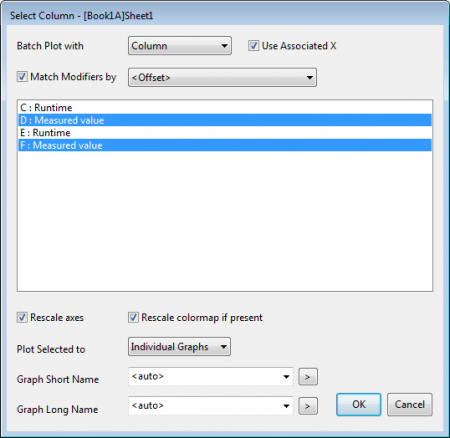 Select Column - [Book1A]Sheet1
Batch Plot with Column Use Associated X
Match Modifiers by <Offset>
C : Runtime
D : Measured value
E : Runtime
F : Measured value
Rescale axes Rescale colormap if present
Plot Selected to Individual Graphs
Graph Short Name <auto> >
Graph Long Name <auto> > OK Cancel